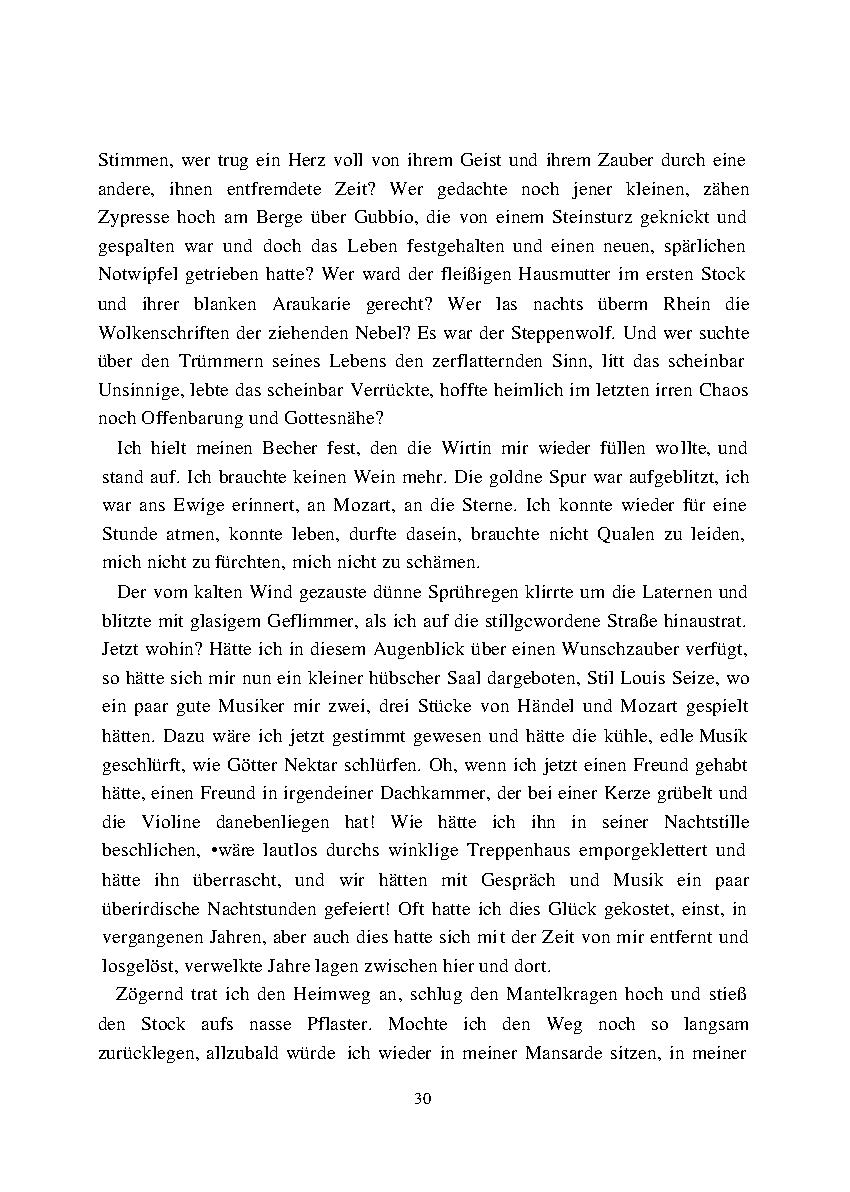 Stimmen, wer trug ein Herz voll von ihrem Geist und ihrem Zauber durch eine
andere, ihnen entfremdete Zeit? Wer gedachte noch jener kleinen, zähen
Zypresse hoch am Berge über Gubbio, die von einem Steinsturz geknickt und
gespalten war und doch das Leben festgehalten und einen neuen, spärlichen
Notwipfel getrieben hatte? Wer ward der fleißigen Hausmutter im ersten Stock
und ihrer blanken Araukarie gerecht? Wer las nachts überm Rhein die
Wolkenschriften der ziehenden Nebel? Es war der Steppenwolf. Und wer suchte
über den Trümmern seines Lebens den zerflatternden Sinn, litt das scheinbar
Unsinnige, lebte das scheinbar Verrückte, hoffte heimlich im letzten irren Chaos
noch Offenbarung und Gottesnähe?
Ich hielt meinen Becher fest, den die Wirtin mir wieder füllen wollte, und
stand auf. Ich brauchte keinen Wein mehr. Die goldne Spur war aufgeblitzt, ich
war ans Ewige erinnert, an Mozart, an die Sterne. Ich konnte wieder für eine
Stunde atmen, konnte leben, durfte dasein, brauchte nicht Qualen zu leiden,
mich nicht zu fürchten, mich nicht zu schämen.
Der vom kalten Wind gezauste dünne Sprühregen klirrte um die Laternen und
blitzte mit glasigem Geflimmer, als ich auf die stillgcwordene Straße hinaustrat.
Jetzt wohin? Hätte ich in diesem Augenblick über einen Wunschzauber verfügt,
so hätte sich mir nun ein kleiner hübscher Saal dargeboten, Stil Louis Seize, wo
ein paar gute Musiker mir zwei, drei Stücke von Händel und Mozart gespielt
hätten. Dazu wäre ich jetzt gestimmt gewesen und hätte die kühle, edle Musik
geschlürft, wie Götter Nektar schlürfen. Oh, wenn ich jetzt einen Freund gehabt
hätte, einen Freund in irgendeiner Dachkammer, der bei einer Kerze grübelt und
die Violine danebenliegen hat! Wie hätte ich ihn in seiner Nachtstille
beschlichen, •wäre lautlos durchs winklige Treppenhaus emporgeklettert und
hätte ihn überrascht, und wir hätten mit Gespräch und Musik ein paar
überirdische Nachtstunden gefeiert! Oft hatte ich dies Glück gekostet, einst, in
vergangenen Jahren, aber auch dies hatte sich mit der Zeit von mir entfernt und
losgelöst, verwelkte Jahre lagen zwischen hier und dort.
Zögernd trat ich den Heimweg an, schlug den Mantelkragen hoch und stieß
den Stock aufs nasse Pflaster. Mochte ich den Weg noch so langsam
zurücklegen, allzubald würde ich wieder in meiner Mansarde sitzen, in meiner
30